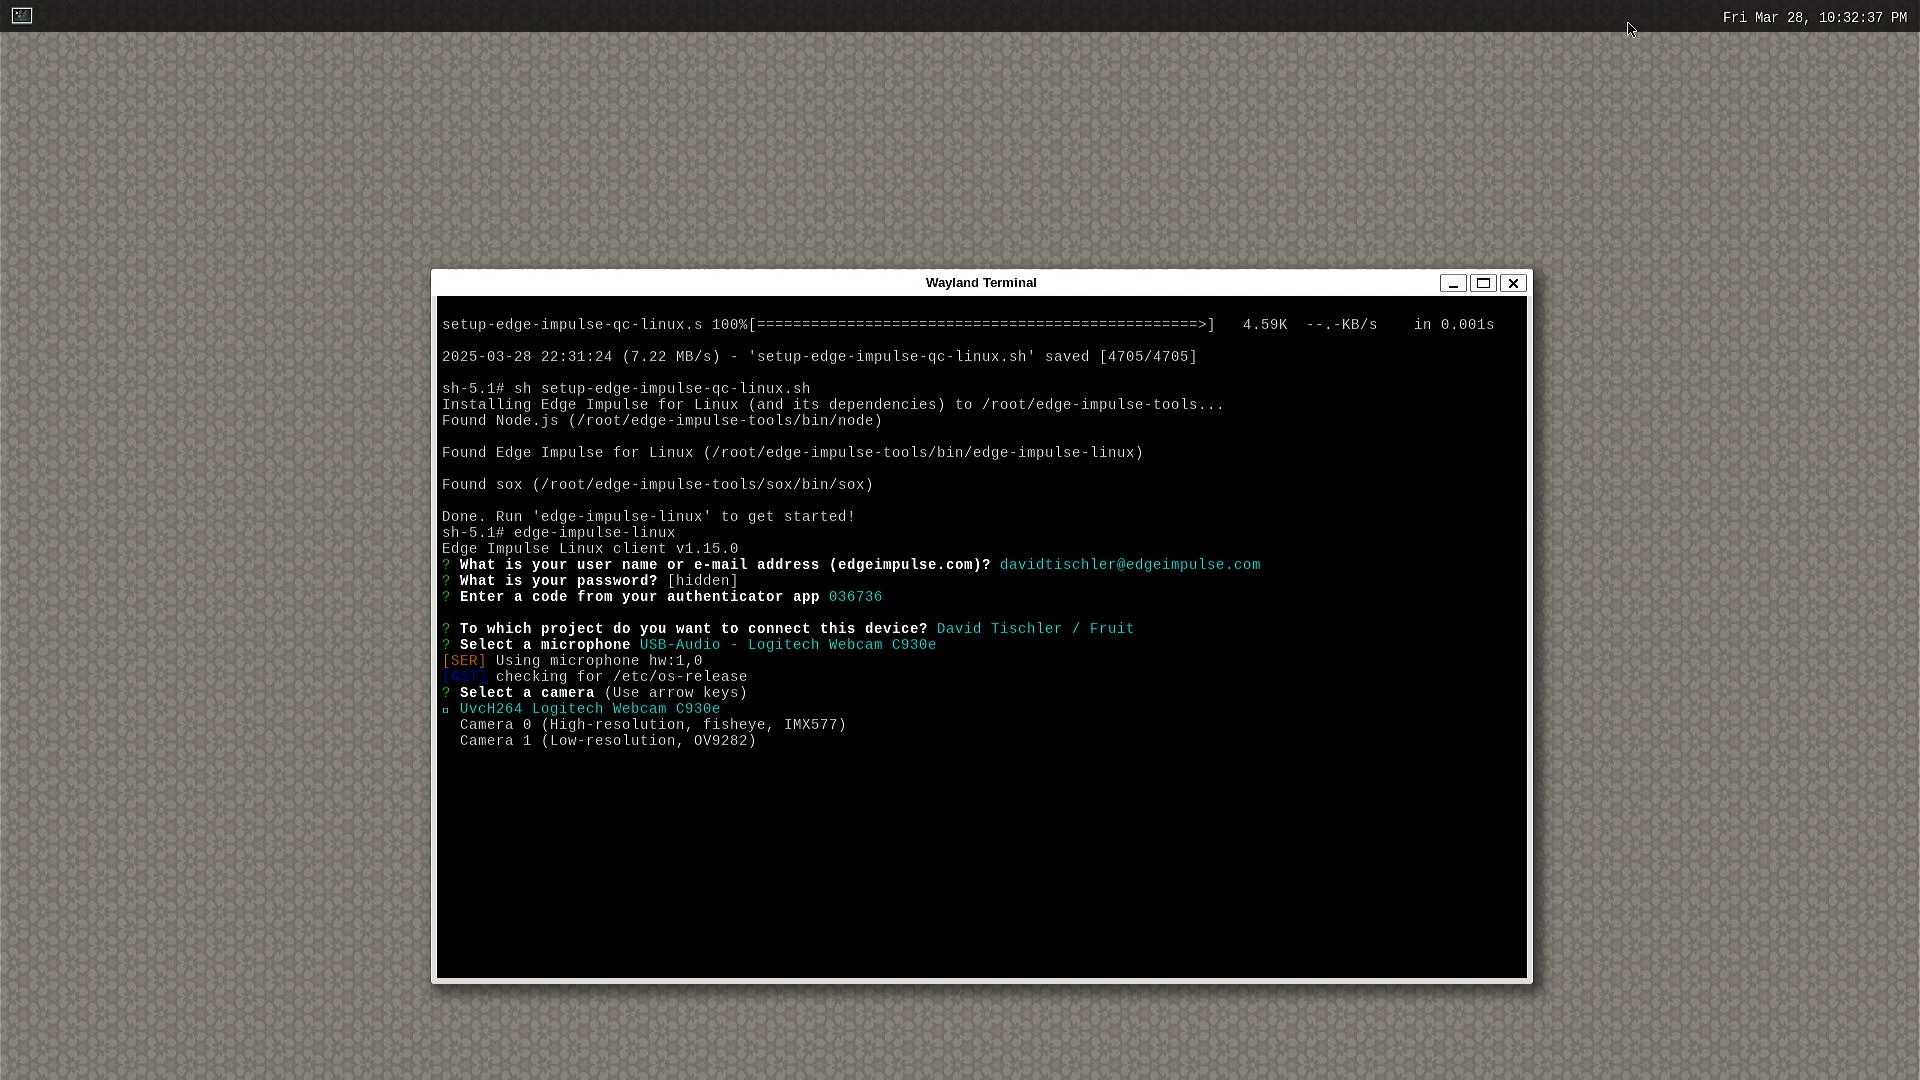 Fri Mar 28, 10:32:37 PM
Wayland Terminal
setup-edge-impulse-qc-linux.s 100%[=================================================>]   4.59K  --.-KB/s    in 0.001s
2025-03-28 22:31:24 (7.22 MB/s) - 'setup-edge-impulse-qc-linux.sh' saved [4705/4705]
sh-5.1# sh setup-edge-impulse-qc-linux.sh
Installing Edge Impulse for Linux (and its dependencies) to /root/edge-impulse-tools...
Found Node.js (/root/edge-impulse-tools/bin/node)
Found Edge Impulse for Linux (/root/edge-impulse-tools/bin/edge-impulse-linux)
Found sox (/root/edge-impulse-tools/sox/bin/sox)
Done. Run 'edge-impulse-linux' to get started!
sh-5.1# edge-impulse-linux
Edge Impulse Linux client v1.15.0
? What is your user name or e-mail address (edgeimpulse.com)? davidtischler@edgeimpulse.com
? What is your password? [hidden]
? Enter a code from your authenticator app 036736
? To which project do you want to connect this device? David Tischler / Fruit
? Select a microphone USB-Audio - Logitech Webcam C930e
[SER] Using microphone hw:1,0
[GST] checking for /etc/os-release
? Select a camera (Use arrow keys)
UvcH264 Logitech Webcam C930e
Camera 0 (High-resolution, fisheye, IMX577)
Camera 1 (Low-resolution, OV9282)